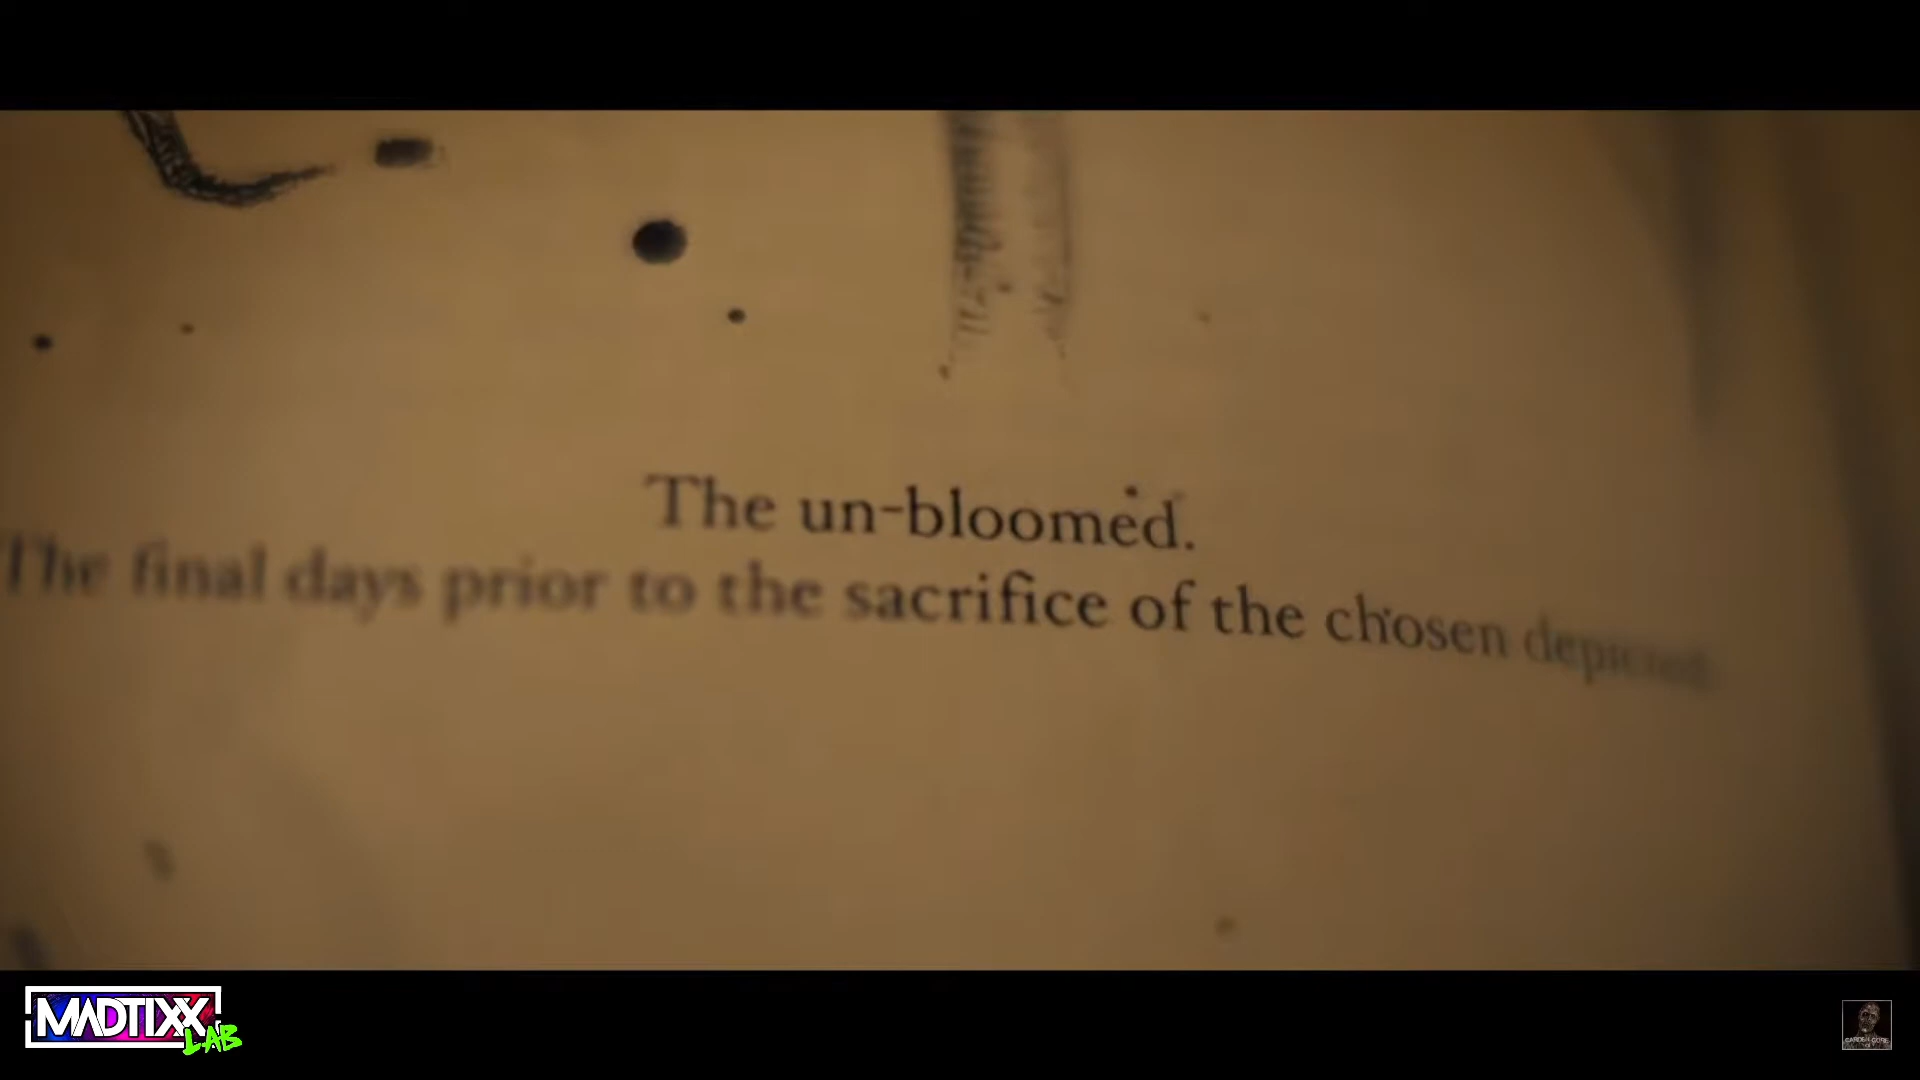 The un-bloomed.
The final days prior to the sacrifice of the chosen
MADTIXX
LAB